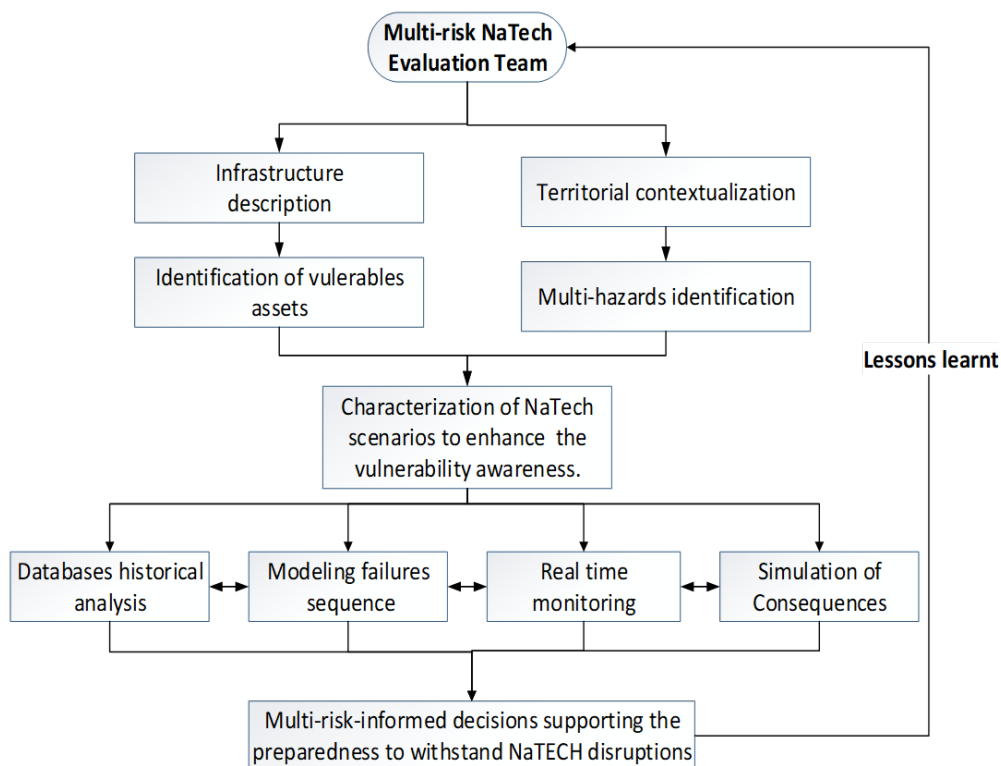 Multi-risk NaTech
Evaluation Team
Infrastructure
description
Territorial contextualization
Identification of vulerables
assets
Multi-hazards identification
Lessons learnt
Characterization of NaTech
scenarios to enhance the
vulnerability awareness.
Databases historical
analysis
Modeling failures
sequence
Real time
monitoring
Simulation of
Consequences
Multi-risk-informed decisions supporting the
preparedness to withstand NaTECH disruptions